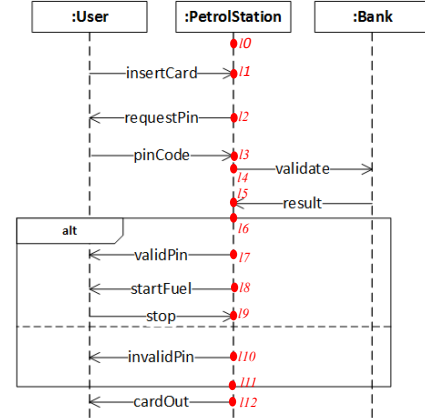 :User :PetrolStation :Bank
l0
insertCard l1
requestPin l2
pinCode l3
validate
l4
l5
result
l6
alt
validPin l7
startFuel l8
stop l9
invalidPin l10
l11
cardOut l12